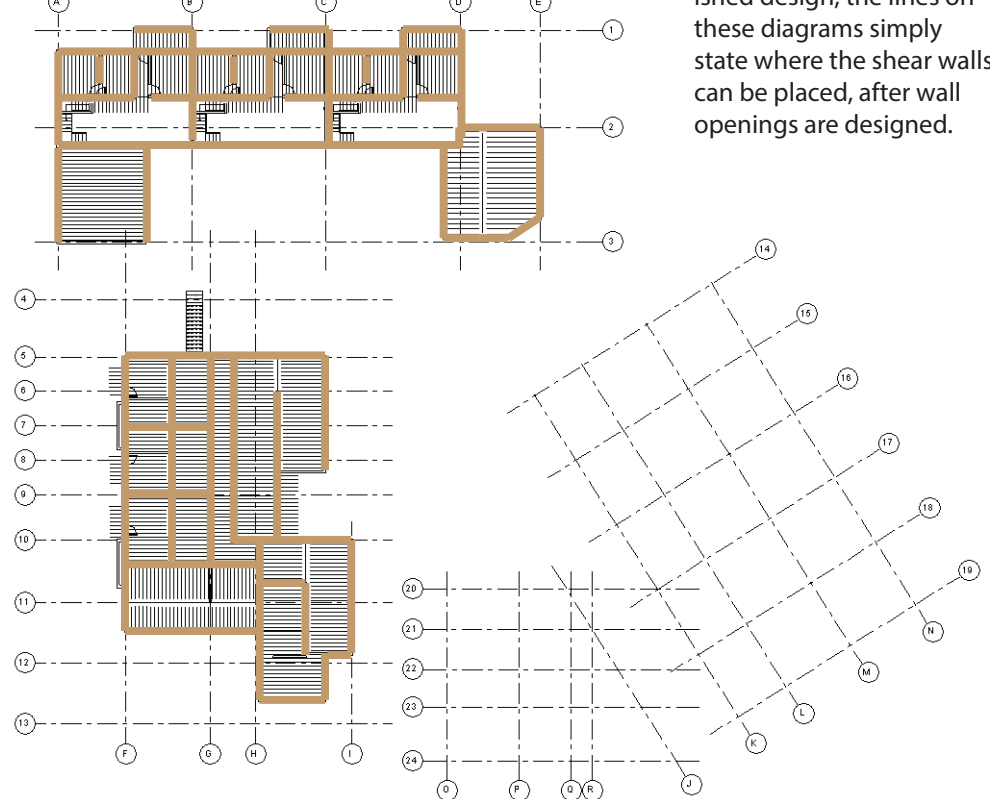 ished design, the lines on
these diagrams simply
state where the shear walls
can be placed, after wall
openings are designed.
A B C D E
1
2
3
4
5
6
7
8
9
10
11
12
13
F G H I
14
15
16
17
18
19
N
M
L
K
J
20
21
22
23
24
O P Q R